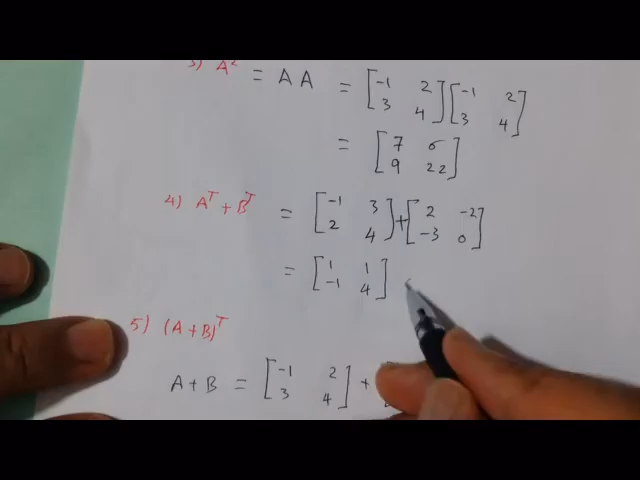 3) A² = A A = [-1 2 3 4] [-1 2 3 4]
= [7 6 9 22]
4) Aᵀ + Bᵀ = [-1 3 2 4] + [2 -2 -3 0]
= [1 1 -1 4]
5) (A+B)ᵀ
A+B = [-1 2 3 4] +